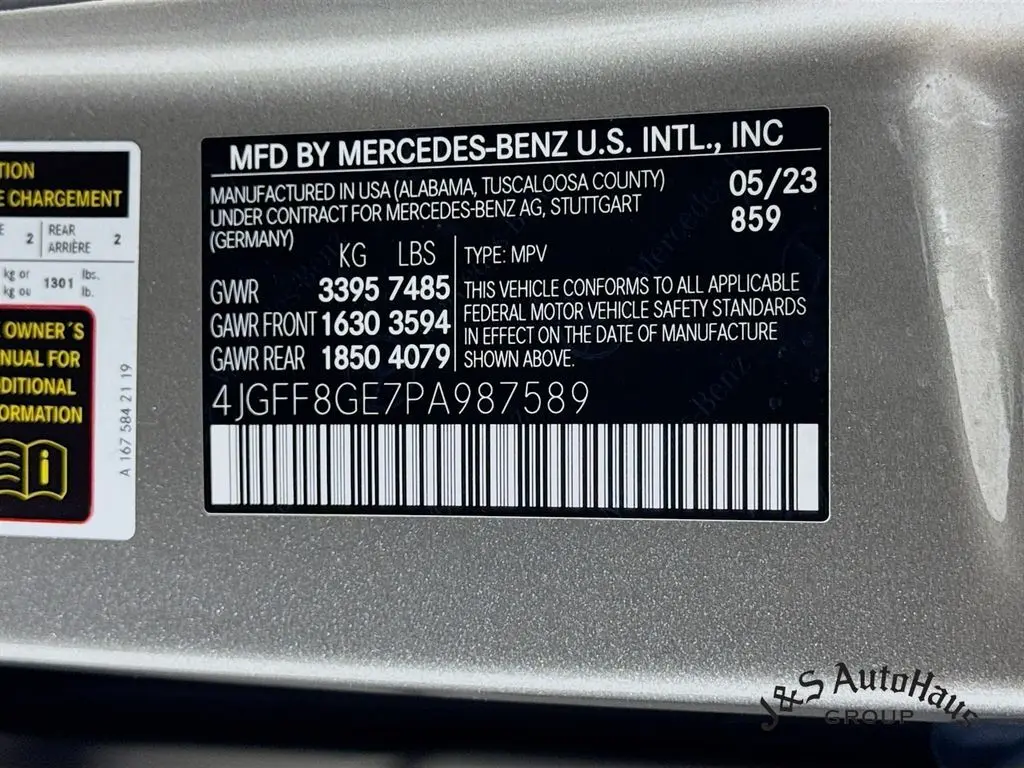 TION
E CHARGEMENT
E 2 REAR ARRIÈRE 2
kg or
kg ou 1301 lbs. lb.
OWNER´S
NUAL FOR
DDITIONAL
ORMATION
i
A 167 584 21 19
MFD BY MERCEDES-BENZ U.S. INTL., INC
MANUFACTURED IN USA (ALABAMA, TUSCALOOSA COUNTY)
UNDER CONTRACT FOR MERCEDES-BENZ AG, STUTTGART
(GERMANY)
05/23
859
KG LBS
GVWR 3395 7485
GAWR FRONT 1630 3594
GAWR REAR 1850 4079
TYPE: MPV
THIS VEHICLE CONFORMS TO ALL APPLICABLE
FEDERAL MOTOR VEHICLE SAFETY STANDARDS
IN EFFECT ON THE DATE OF MANUFACTURE
SHOWN ABOVE.
4JGFF8GE7PA987589
J&S AutoHaus
GROUP